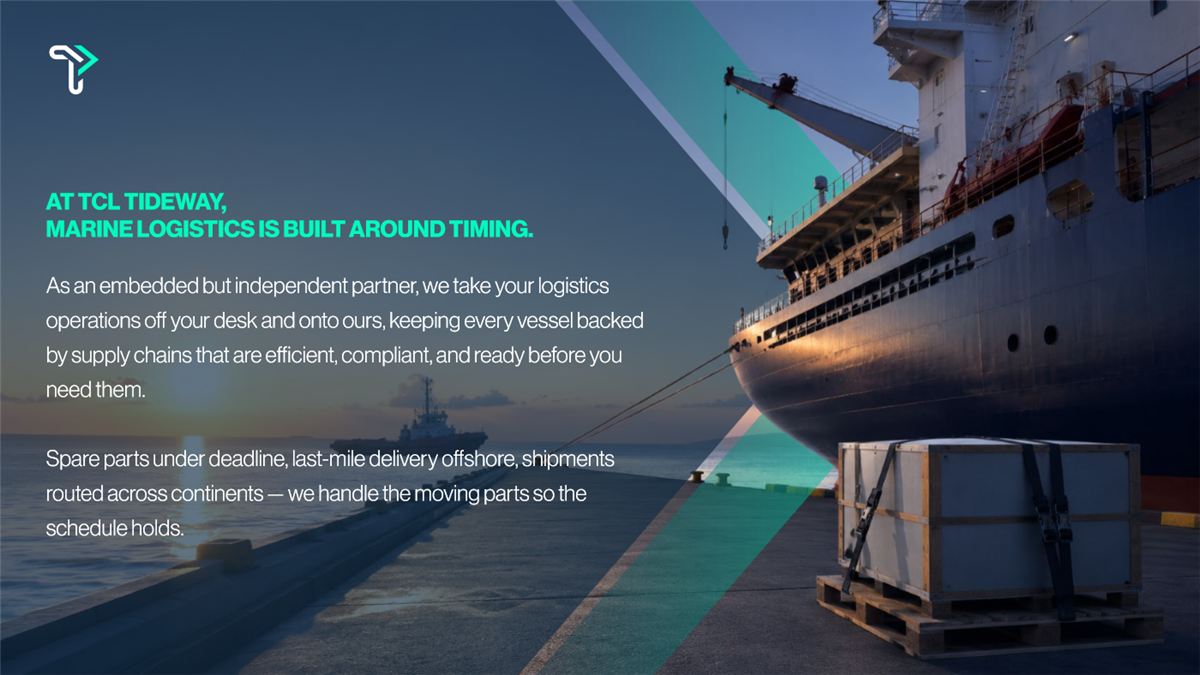 AT TCL TIDEWAY,
MARINE LOGISTICS IS BUILT AROUND TIMING.
As an embedded but independent partner, we take your logistics
operations off your desk and onto ours, keeping every vessel backed
by supply chains that are efficient, compliant, and ready before you
need them.
Spare parts under deadline, last-mile delivery offshore, shipments
routed across continents — we handle the moving parts so the
schedule holds.